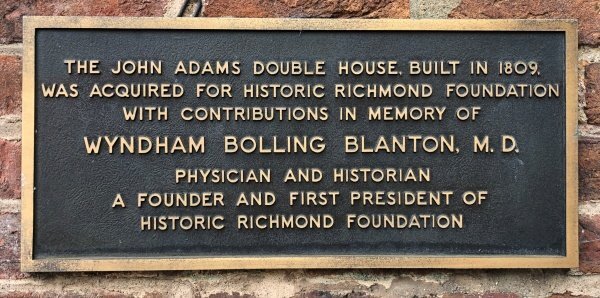 THE JOHN ADAMS DOUBLE HOUSE, BUILT IN 1809,
WAS ACQUIRED FOR HISTORIC RICHMOND FOUNDATION
WITH CONTRIBUTIONS IN MEMORY OF
WYNDHAM BOLLING BLANTON, M.D.
PHYSICIAN AND HISTORIAN
A FOUNDER AND FIRST PRESIDENT OF
HISTORIC RICHMOND FOUNDATION